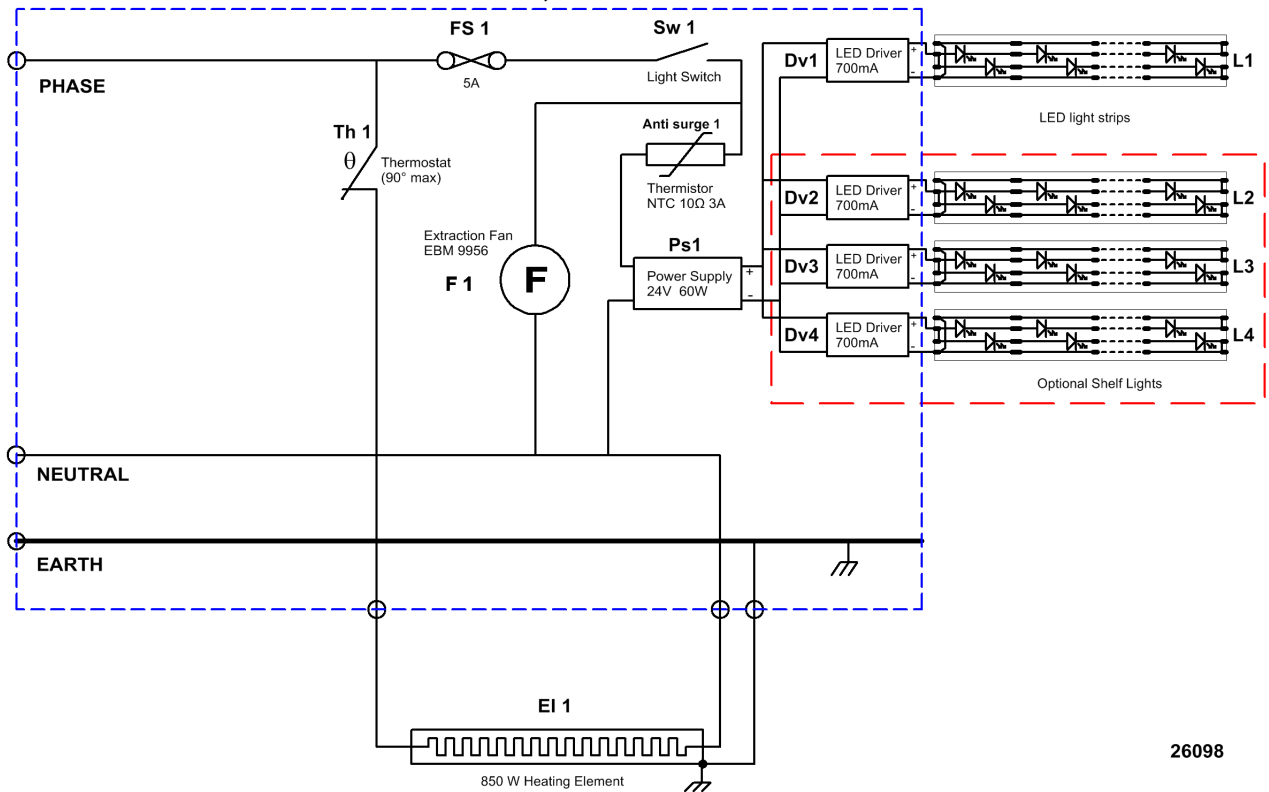 FS 1
5A
Sw 1
Light Switch
PHASE
Th 1
θ
Thermostat
(90° max)
Anti surge 1
Thermistor
NTC 10Ω 3A
Extraction Fan
EBM 9956
F 1
F
Ps1
Power Supply
24V 60W
+
-
Dv1
LED Driver
700mA
+
-
L1
LED light strips
Dv2
LED Driver
700mA
+
-
L2
Dv3
LED Driver
700mA
+
-
L3
Dv4
LED Driver
700mA
+
-
L4
Optional Shelf Lights
NEUTRAL
EARTH
El 1
850 W Heating Element
26098